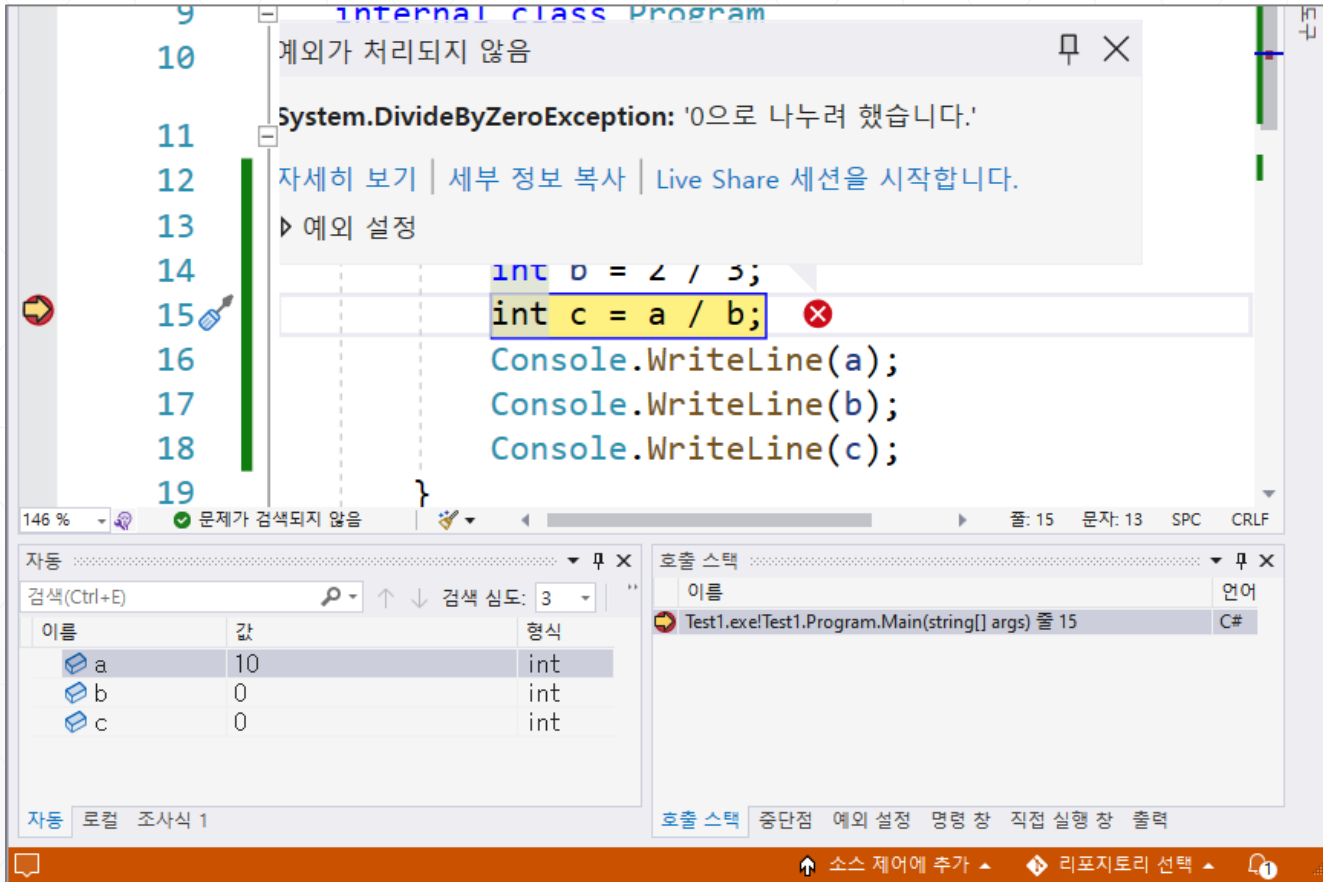 9 internal class Program
10 예외가 처리되지 않음
System.DivideByZeroException: '0으로 나누려 했습니다.'
11
12 자세히 보기 | 세부 정보 복사 | Live Share 세션을 시작합니다.
13 예외 설정
14 int b = 2 / 3;
15 int c = a / b;
16 Console.WriteLine(a);
17 Console.WriteLine(b);
18 Console.WriteLine(c);
19 }
도구
146 % 문제가 검색되지 않음 줄: 15 문자: 13 SPC CRLF
자동
검색(Ctrl+E) 검색 심도: 3
이름 값 형식
a 10 int
b 0 int
c 0 int
자동 로컬 조사식 1
호출 스택
이름 언어
Test1.exe!Test1.Program.Main(string[] args) 줄 15 C#
호출 스택 중단점 예외 설정 명령 창 직접 실행 창 출력
소스 제어에 추가 리포지토리 선택 1